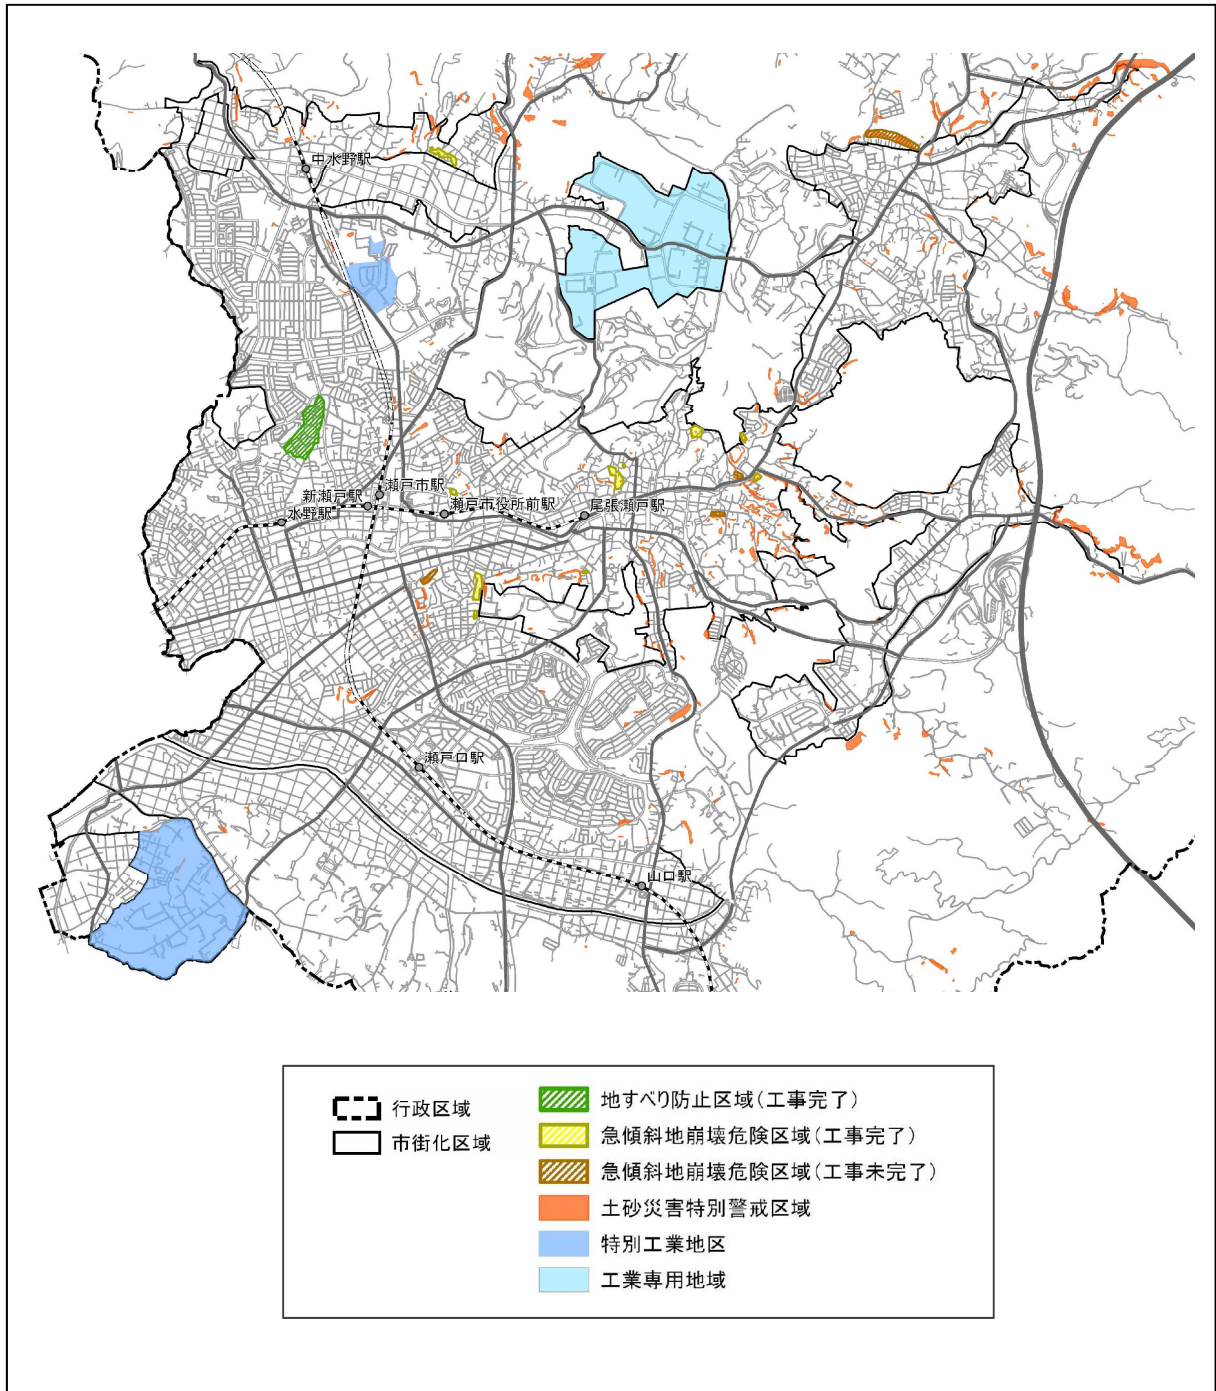 中水野駅
瀬戸市駅
新瀬戸駅
水野駅
瀬戸市役所前駅
尾張瀬戸駅
瀬戸口駅
山口駅
行政区域
市街化区域
地すべり防止区域(工事完了)
急傾斜地崩壊危険区域(工事完了)
急傾斜地崩壊危険区域(工事未完了)
土砂災害特別警戒区域
特別工業地区
工業専用地域